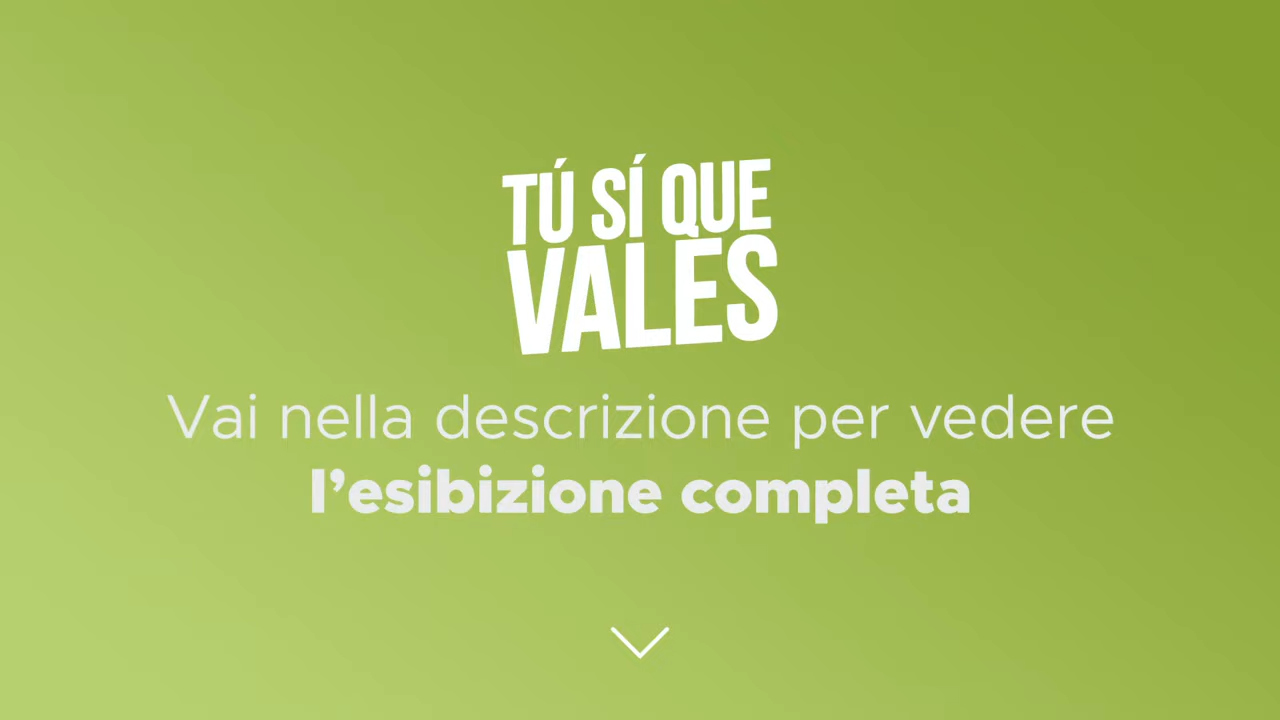 TÚ SÍ QUE
VALES
Vai nella descrizione per vedere
l’esibizione completa